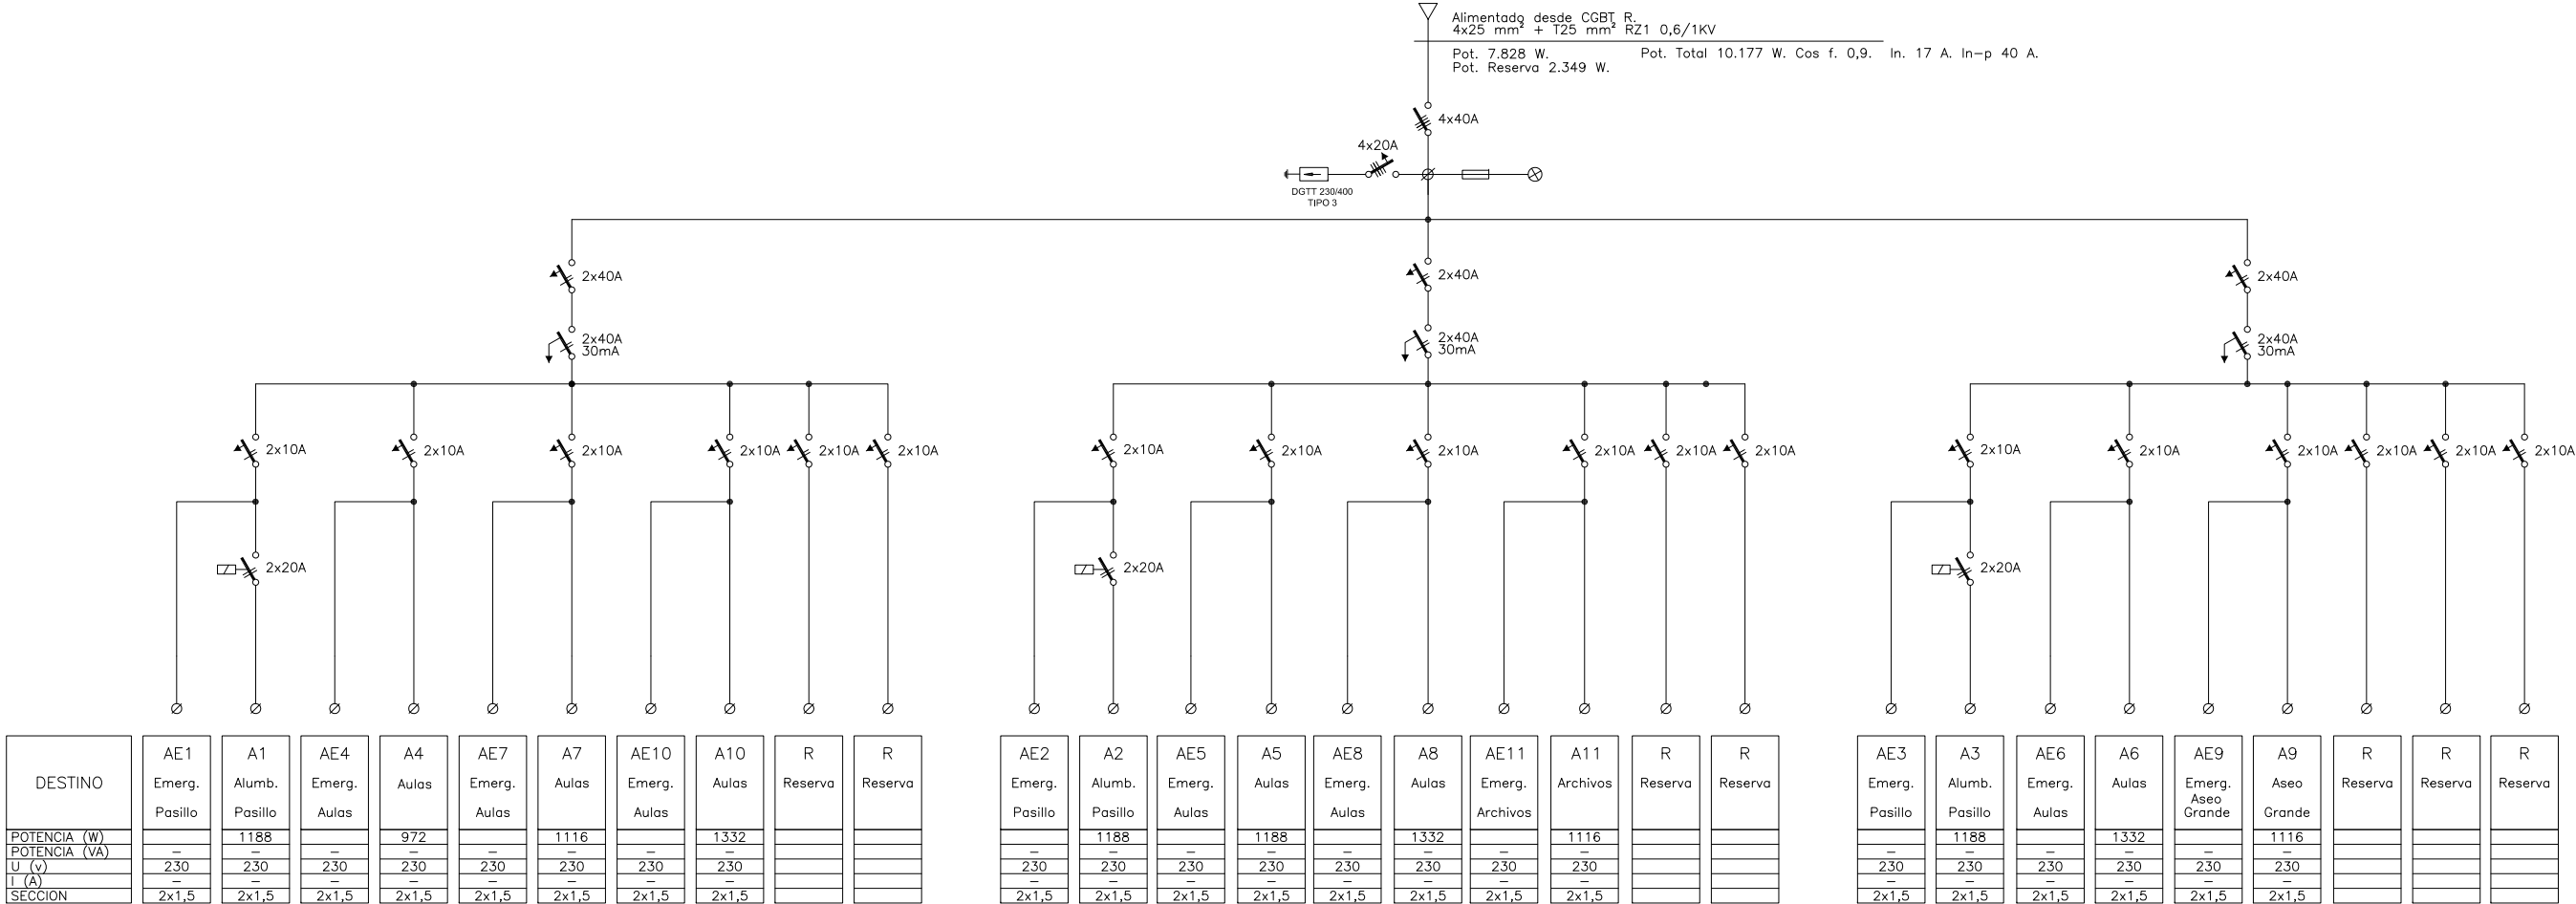 Alimentado desde CGBT R.
4x25 mm² + T25 mm² RZ1 0,6/1KV
Pot. 7.828 W. Pot. Total 10.177 W. Cos f. 0,9. In. 17 A. In-p 40 A.
Pot. Reserva 2.349 W.
4x40A
4x20A
DGTT 230/400
TIPO 3
2x40A 2x40A 2x40A
2x40A 2x40A 2x40A
30mA 30mA 30mA
2x10A 2x10A 2x10A 2x10A 2x10A 2x10A 2x10A 2x10A 2x10A 2x10A 2x10A 2x10A 2x10A 2x10A 2x10A 2x10A 2x10A 2x10A
2x20A 2x20A 2x20A
AE1 A1 AE4 A4 AE7 A7 AE10 A10 R R AE2 A2 AE5 A5 AE8 A8 AE11 A11 R R AE3 A3 AE6 A6 AE9 A9 R R R
DESTINO Emerg. Alumb. Emerg. Aulas Emerg. Aulas Emerg. Aulas Reserva Reserva Emerg. Alumb. Emerg. Aulas Emerg. Aulas Emerg. Archivos Reserva Reserva Emerg. Alumb. Emerg. Aulas Emerg. Aseo Reserva Reserva Reserva
Aseo
Pasillo Pasillo Aulas Aulas Aulas Pasillo Pasillo Aulas Aulas Archivos Pasillo Pasillo Aulas Grande Grande
POTENCIA (W) 1188 972 1116 1332 1188 1188 1332 1116 1188 1332 1116
POTENCIA (VA) - - - - - - - - - - - - - - - - - - - - - -
U (v) 230 230 230 230 230 230 230 230 230 230 230 230 230 230 230 230 230 230 230 230 230 230
I (A) - - - - - - - - - - - - - - - - - - - - - -
SECCION 2x1,5 2x1,5 2x1,5 2x1,5 2x1,5 2x1,5 2x1,5 2x1,5 2x1,5 2x1,5 2x1,5 2x1,5 2x1,5 2x1,5 2x1,5 2x1,5 2x1,5 2x1,5 2x1,5 2x1,5 2x1,5 2x1,5